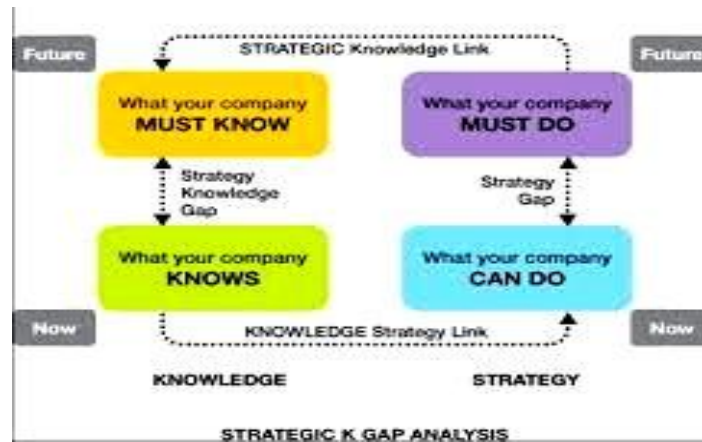 STRATEGIC Knowledge Link
Future
Future
What your company
MUST KNOW
What your company
MUST DO
Strategy
Knowledge
Gap
Strategy
Gap
What your company
KNOWS
What your company
CAN DO
Now
Now
KNOWLEDGE Strategy Link
KNOWLEDGE
STRATEGY
STRATEGIC K GAP ANALYSIS